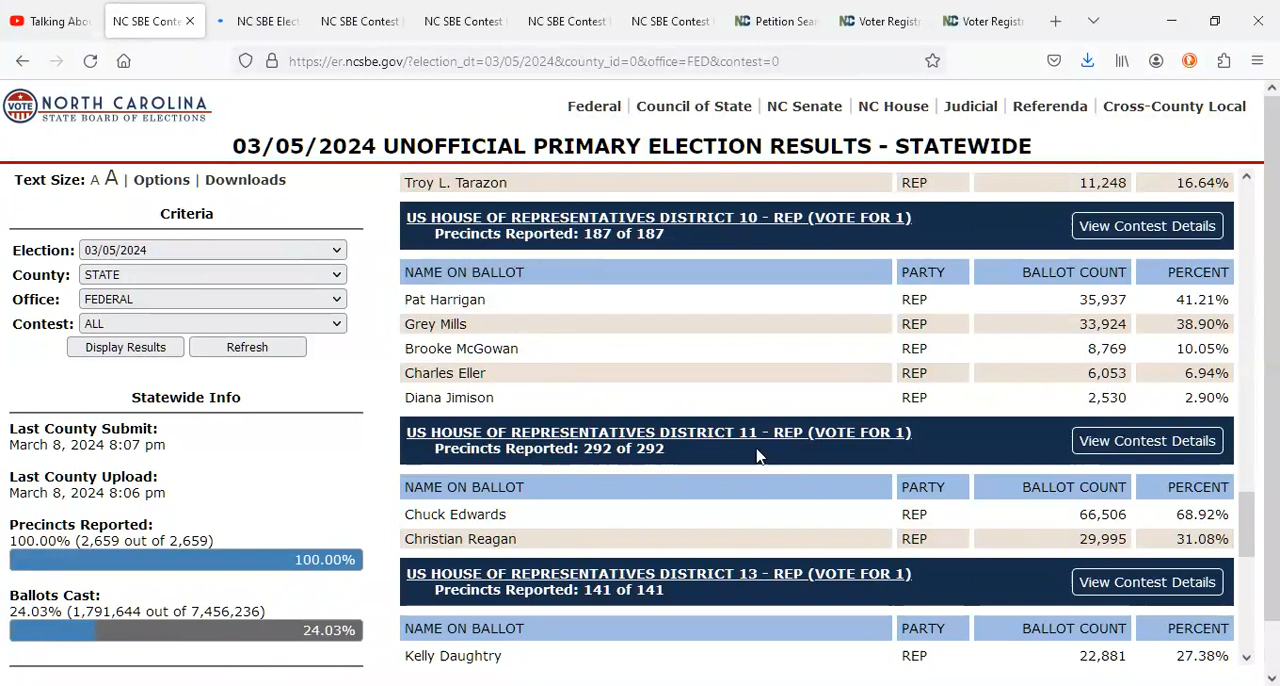 Talking Abo
NC SBE Conte
NC SBE Elect
NC SBE Contest
NC SBE Contest
NC SBE Contest
NC SBE Contest
NC Petition Sear
NC Voter Registr
NC Voter Registr
https://er.ncsbe.gov/?election_dt=03/05/2024&county_id=0&office=FED&contest=0
VOTE NORTH CAROLINA
STATE BOARD OF ELECTIONS
Federal | Council of State | NC Senate | NC House | Judicial | Referenda | Cross-County Local
03/05/2024 UNOFFICIAL PRIMARY ELECTION RESULTS - STATEWIDE
Text Size: A A | Options | Downloads
Criteria
Election: 03/05/2024
County: STATE
Office: FEDERAL
Contest: ALL
Display Results Refresh
Statewide Info
Last County Submit:
March 8, 2024 8:07 pm
Last County Upload:
March 8, 2024 8:06 pm
Precincts Reported:
100.00% (2,659 out of 2,659)
100.00%
Ballots Cast:
24.03% (1,791,644 out of 7,456,236)
24.03%
Troy L. Tarazon REP 11,248 16.64%
US HOUSE OF REPRESENTATIVES DISTRICT 10 - REP (VOTE FOR 1)
Precincts Reported: 187 of 187
View Contest Details
NAME ON BALLOT PARTY BALLOT COUNT PERCENT
Pat Harrigan REP 35,937 41.21%
Grey Mills REP 33,924 38.90%
Brooke McGowan REP 8,769 10.05%
Charles Eller REP 6,053 6.94%
Diana Jimison REP 2,530 2.90%
US HOUSE OF REPRESENTATIVES DISTRICT 11 - REP (VOTE FOR 1)
Precincts Reported: 292 of 292
View Contest Details
NAME ON BALLOT PARTY BALLOT COUNT PERCENT
Chuck Edwards REP 66,506 68.92%
Christian Reagan REP 29,995 31.08%
US HOUSE OF REPRESENTATIVES DISTRICT 13 - REP (VOTE FOR 1)
Precincts Reported: 141 of 141
View Contest Details
NAME ON BALLOT PARTY BALLOT COUNT PERCENT
Kelly Daughtry REP 22,881 27.38%